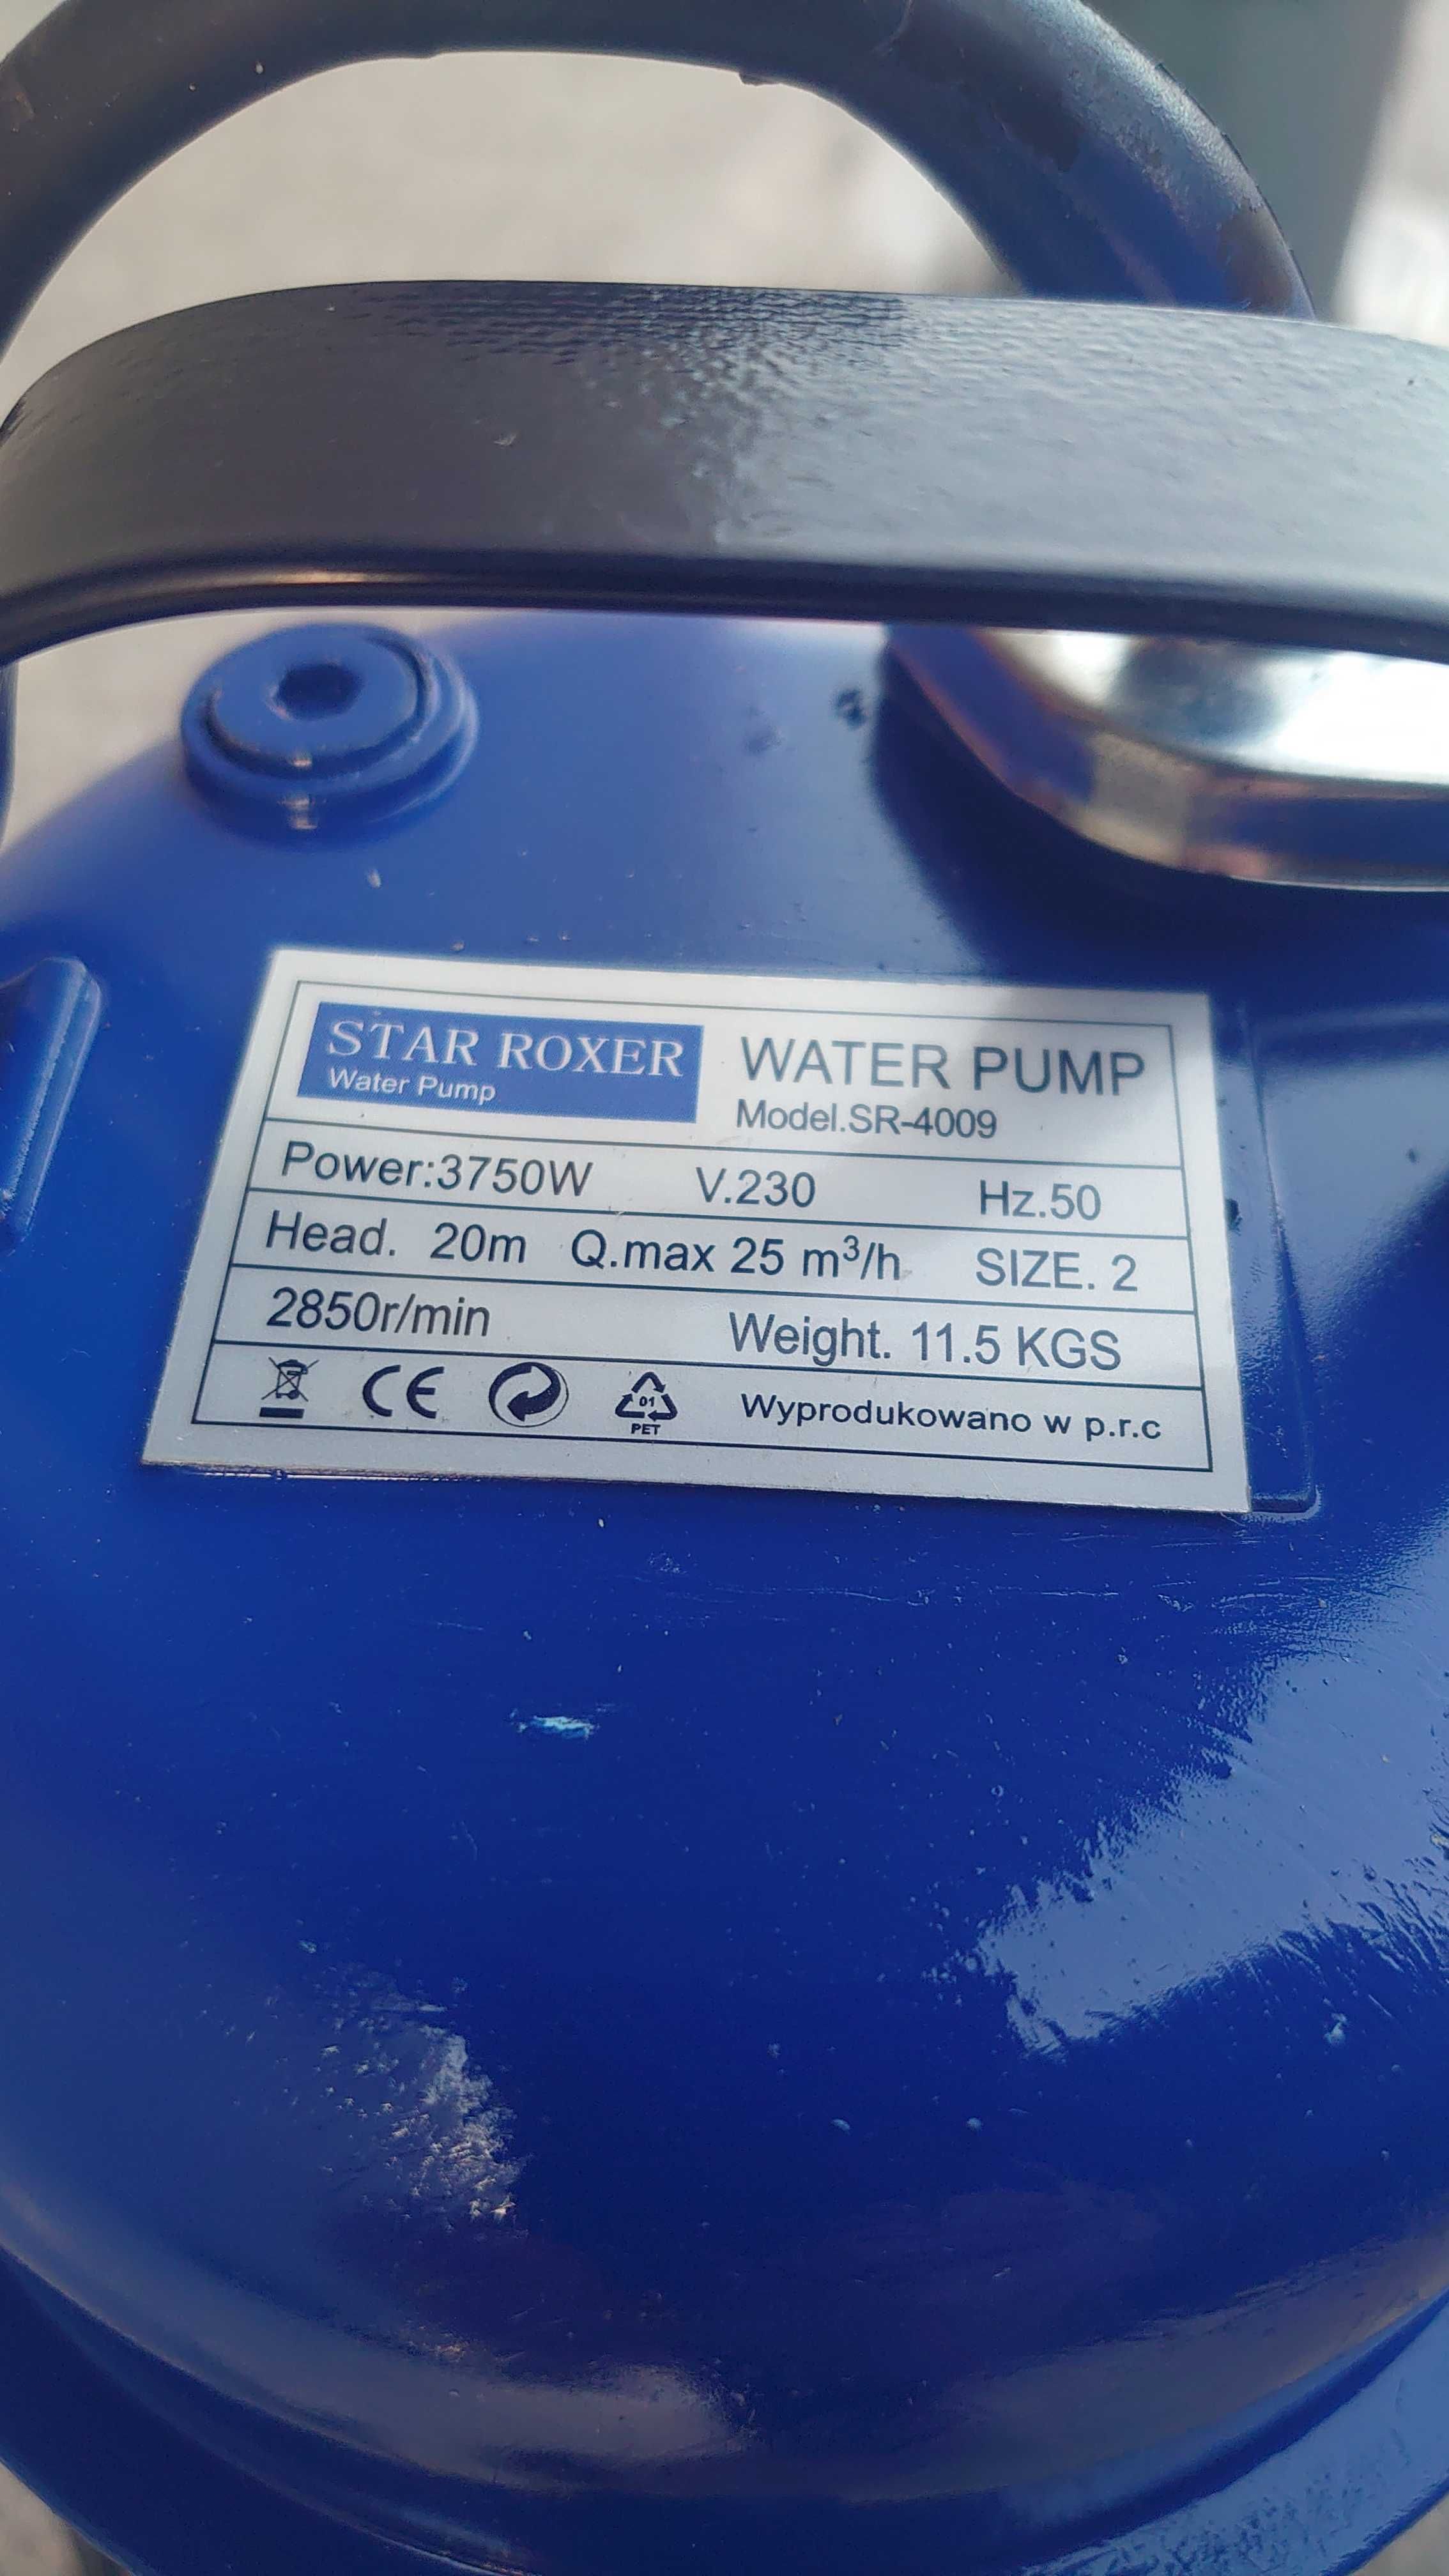 STAR ROXER
Water Pump
WATER PUMP
Model.SR-4009
Power:3750W V.230 Hz.50
Head. 20m Q.max 25 m³/h SIZE. 2
2850r/min Weight. 11.5 KGS
CE 01 PET Wyprodukowano w p.r.c